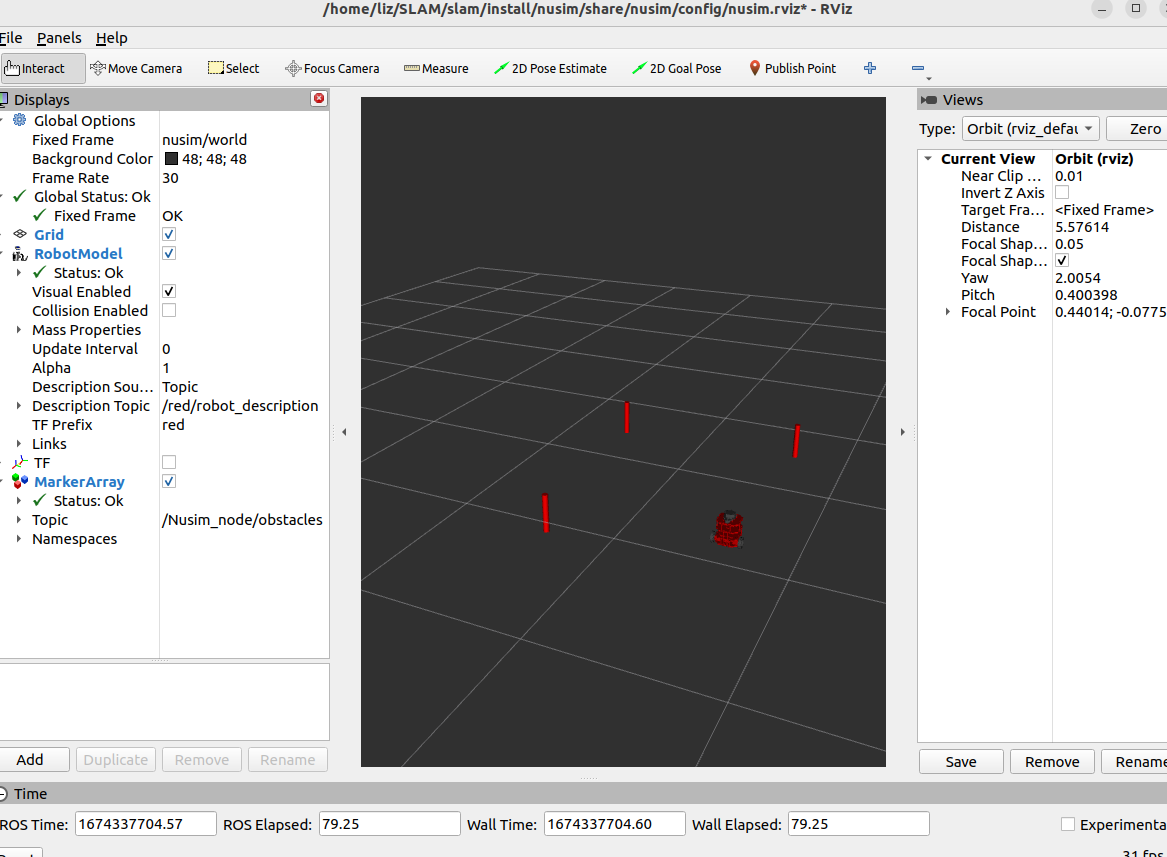 /home/liz/SLAM/slam/install/nusim/share/nusim/config/nusim.rviz* - RViz
File Panels Help
Interact Move Camera Select Focus Camera Measure 2D Pose Estimate 2D Goal Pose Publish Point
Displays
Global Options
Fixed Frame nusim/world
Background Color 48; 48; 48
Frame Rate 30
Global Status: Ok
Fixed Frame OK
Grid
RobotModel
Status: Ok
Visual Enabled
Collision Enabled
Mass Properties
Update Interval 0
Alpha 1
Description Sou... Topic
Description Topic /red/robot_description
TF Prefix red
Links
TF
MarkerArray
Status: Ok
Topic /Nusim_node/obstacles
Namespaces
Add Duplicate Remove Rename
Views
Type: Orbit (rviz_defau Zero
Current View Orbit (rviz)
Near Clip ... 0.01
Invert Z Axis
Target Fra... <Fixed Frame>
Distance 5.57614
Focal Shap... 0.05
Focal Shap...
Yaw 2.0054
Pitch 0.400398
Focal Point 0.44014; -0.0775
Save Remove Rename
Time
ROS Time: 1674337704.57 ROS Elapsed: 79.25 Wall Time: 1674337704.60 Wall Elapsed: 79.25 Experimenta
31 fps